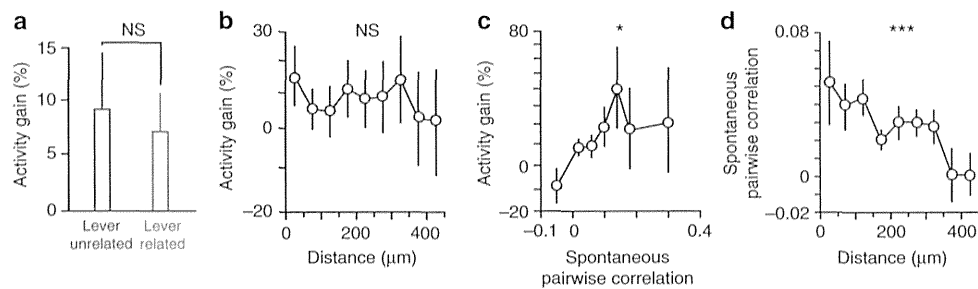 a
NS
Activity gain (%)
15
10
5
0
Lever
unrelated
Lever
related
b
NS
Activity gain (%)
30
0
−20
0
200
400
Distance (μm)
c
*
Activity gain (%)
80
0
−20
−0.1
0
0.4
Spontaneous
pairwise correlation
d
***
Spontaneous
pairwise correlation
0.08
0
−0.02
0
200
400
Distance (μm)